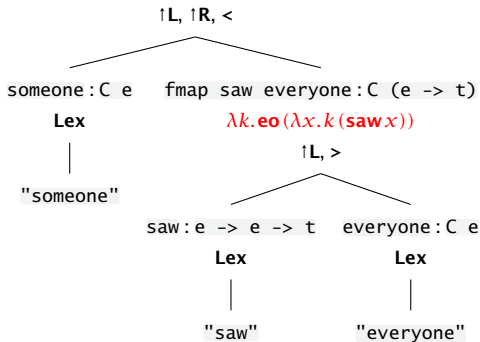 ↑L, ↑R, <
someone : C e fmap saw everyone : C (e -> t)
Lex λk. eo (λx. k (saw x))
↑L, >
"someone"
saw : e -> e -> t everyone : C e
Lex Lex
"saw" "everyone"